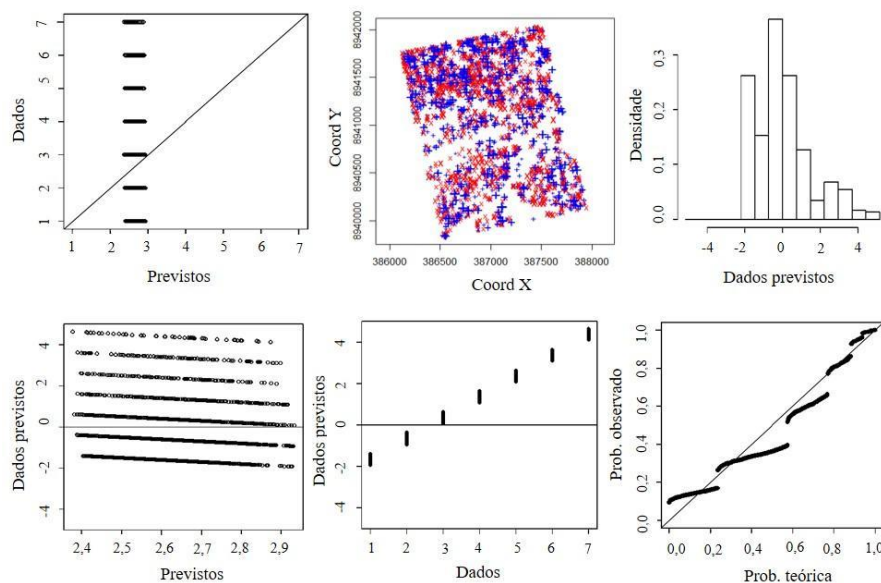 Dados
7
6
5
4
3
2
1
1 2 3 4 5 6 7
Previstos
Coord Y
8942000
8941500
8941000
8940500
8940000
386000 386500 387000 387500 388000
Coord X
Densidade
0,3
0,2
0,1
0,0
-4 -2 0 2 4
Dados previstos
Dados previstos
4
2
0
-2
-4
2,4 2,5 2,6 2,7 2,8 2,9
Previstos
Dados previstos
4
2
0
-2
-4
1 2 3 4 5 6 7
Dados
Prob. observado
1,0
0,8
0,6
0,4
0,2
0,0
0,0 0,2 0,4 0,6 0,8 1,0
Prob. teórica